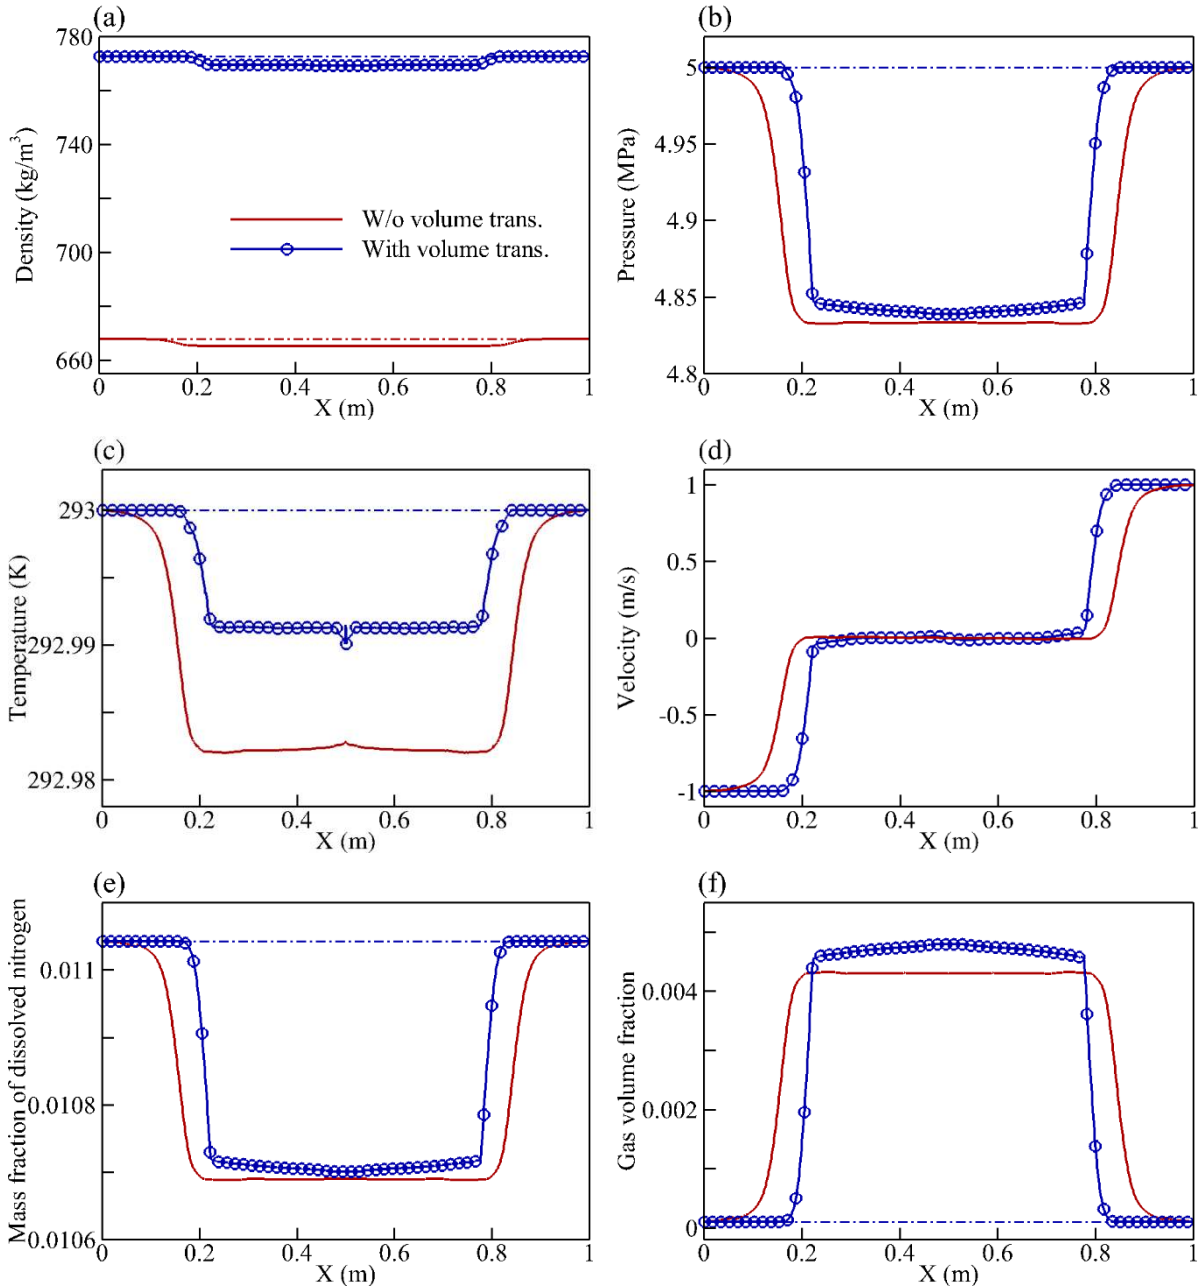 (a)
780
740
700
660
Density (kg/m³)
W/o volume trans.
With volume trans.
0 0.2 0.4 0.6 0.8 1
X (m)
(b)
5
4.95
4.9
4.85
4.8
Pressure (MPa)
0 0.2 0.4 0.6 0.8 1
X (m)
(c)
293
292.99
292.98
Temperature (K)
0 0.2 0.4 0.6 0.8 1
X (m)
(d)
1
0.5
0
-0.5
-1
Velocity (m/s)
0 0.2 0.4 0.6 0.8 1
X (m)
(e)
0.011
0.0108
0.0106
Mass fraction of dissolved nitrogen
0 0.2 0.4 0.6 0.8 1
X (m)
(f)
0.004
0.002
0
Gas volume fraction
0 0.2 0.4 0.6 0.8 1
X (m)